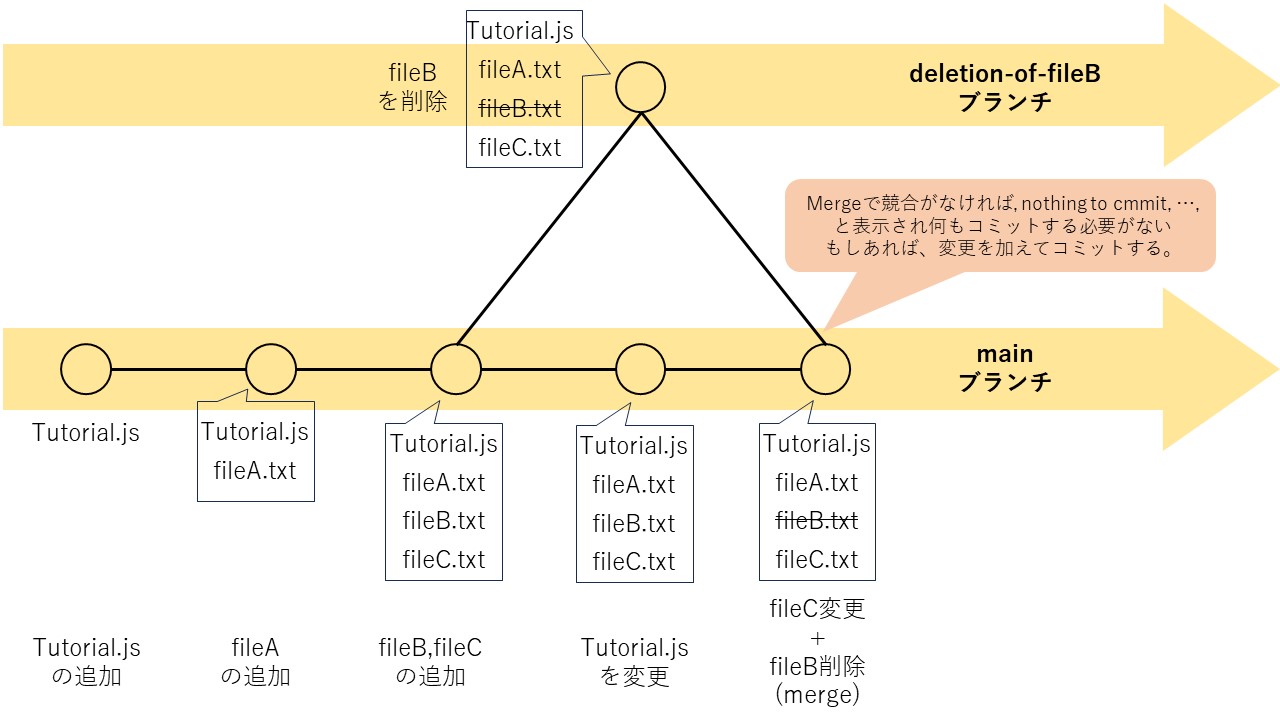 Tutorial.js
fileA.txt
fileB.txt
fileC.txt
fileB
を削除
deletion-of-fileB
ブランチ
Mergeで競合がなければ, nothing to cmmit, …,
と表示され何もコミットする必要がない
もしあれば、変更を加えてコミットする。
main
ブランチ
Tutorial.js
Tutorial.js
fileA.txt
Tutorial.js
fileA.txt
fileB.txt
fileC.txt
Tutorial.js
fileA.txt
fileB.txt
fileC.txt
Tutorial.js
fileA.txt
fileB.txt
fileC.txt
Tutorial.js
の追加
fileA
の追加
fileB,fileC
の追加
Tutorial.js
を変更
fileC変更
+
fileB削除
(merge)